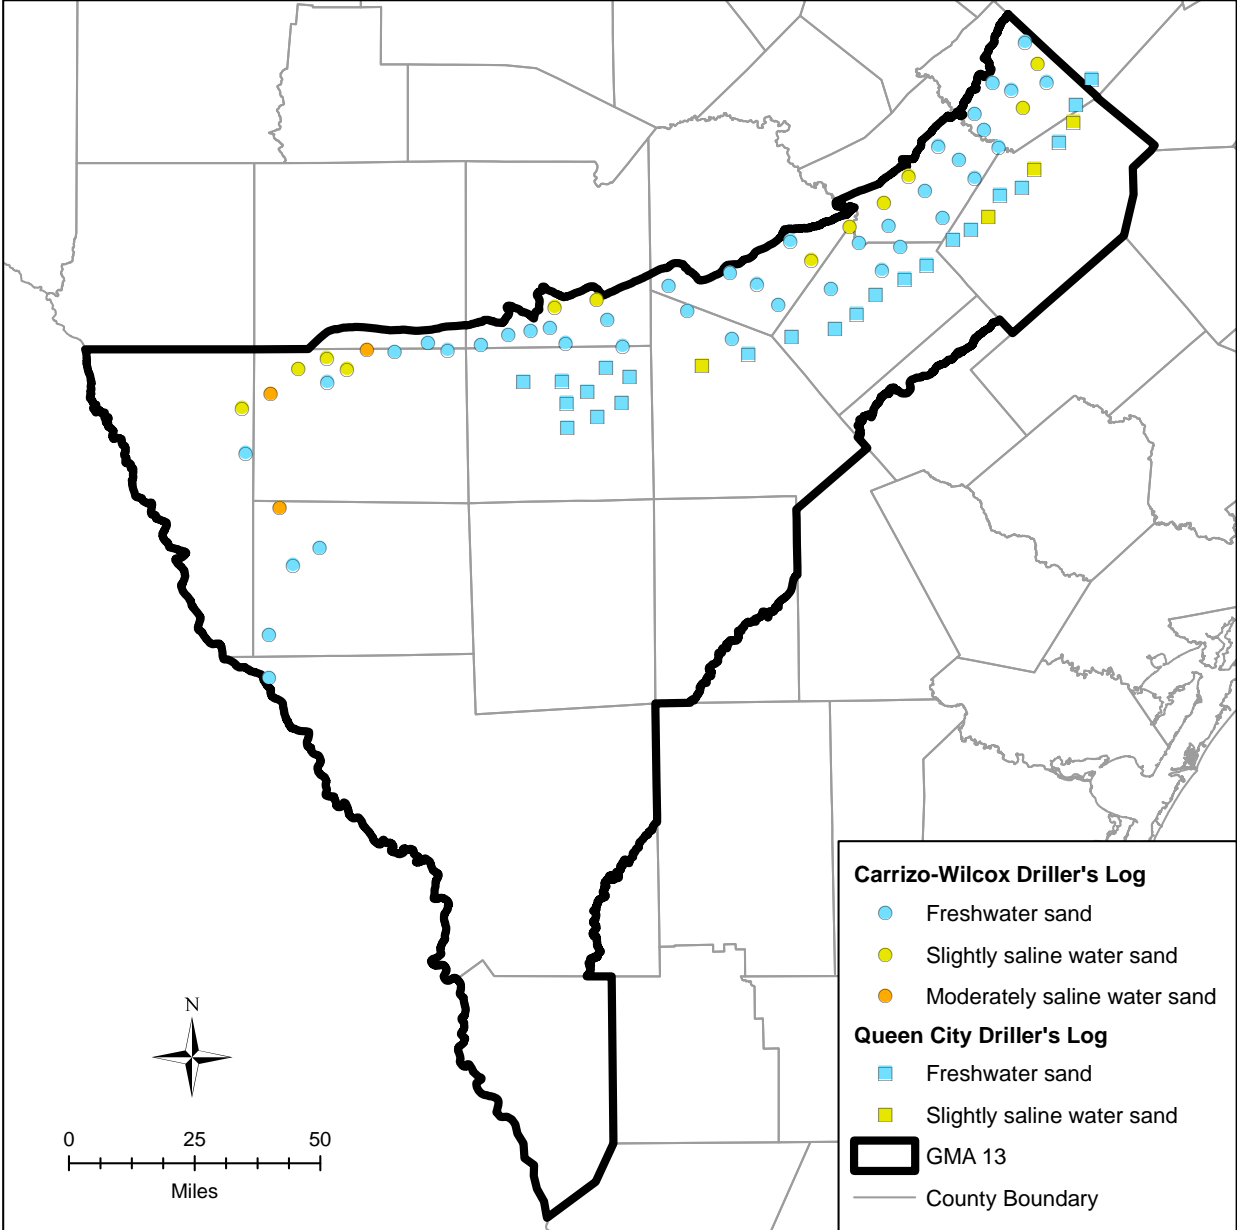 Carrizo-Wilcox Driller's Log
Freshwater sand
Slightly saline water sand
Moderately saline water sand
Queen City Driller's Log
Freshwater sand
Slightly saline water sand
GMA 13
County Boundary
N
0 25 50
Miles